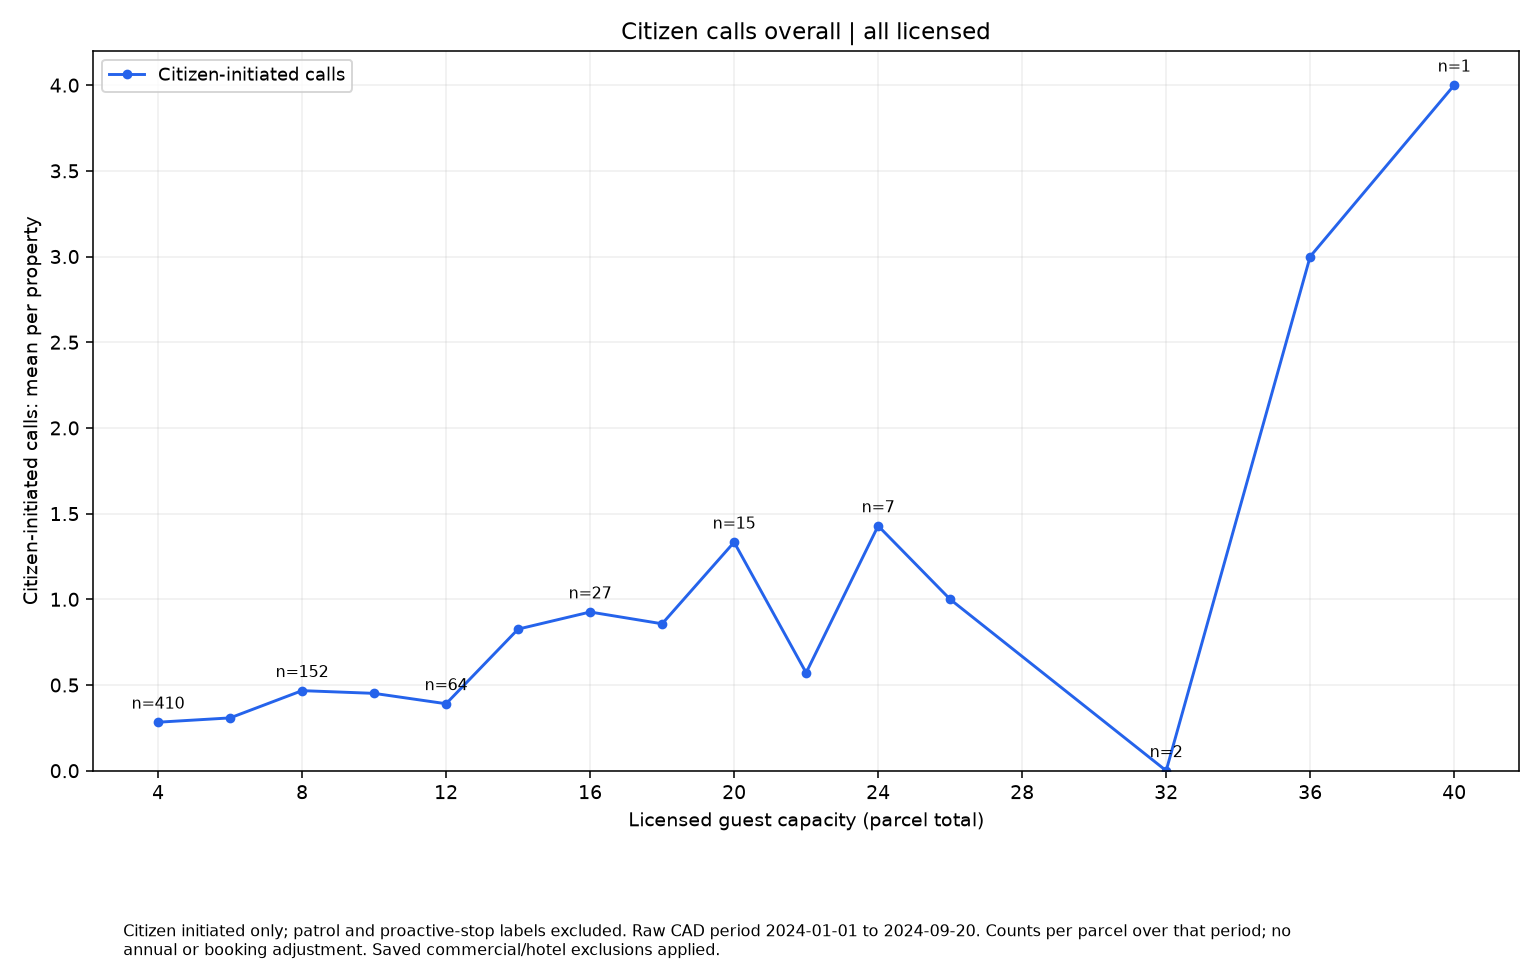 Citizen calls overall | all licensed
Citizen-initiated calls
n=1
4.0
3.5
3.0
2.5
2.0
1.5
1.0
0.5
0.0
Citizen-initiated calls: mean per property
n=410
n=152
n=64
n=27
n=15
n=7
n=2
4 8 12 16 20 24 28 32 36 40
Licensed guest capacity (parcel total)
Citizen initiated only; patrol and proactive-stop labels excluded. Raw CAD period 2024-01-01 to 2024-09-20. Counts per parcel over that period; no
annual or booking adjustment. Saved commercial/hotel exclusions applied.